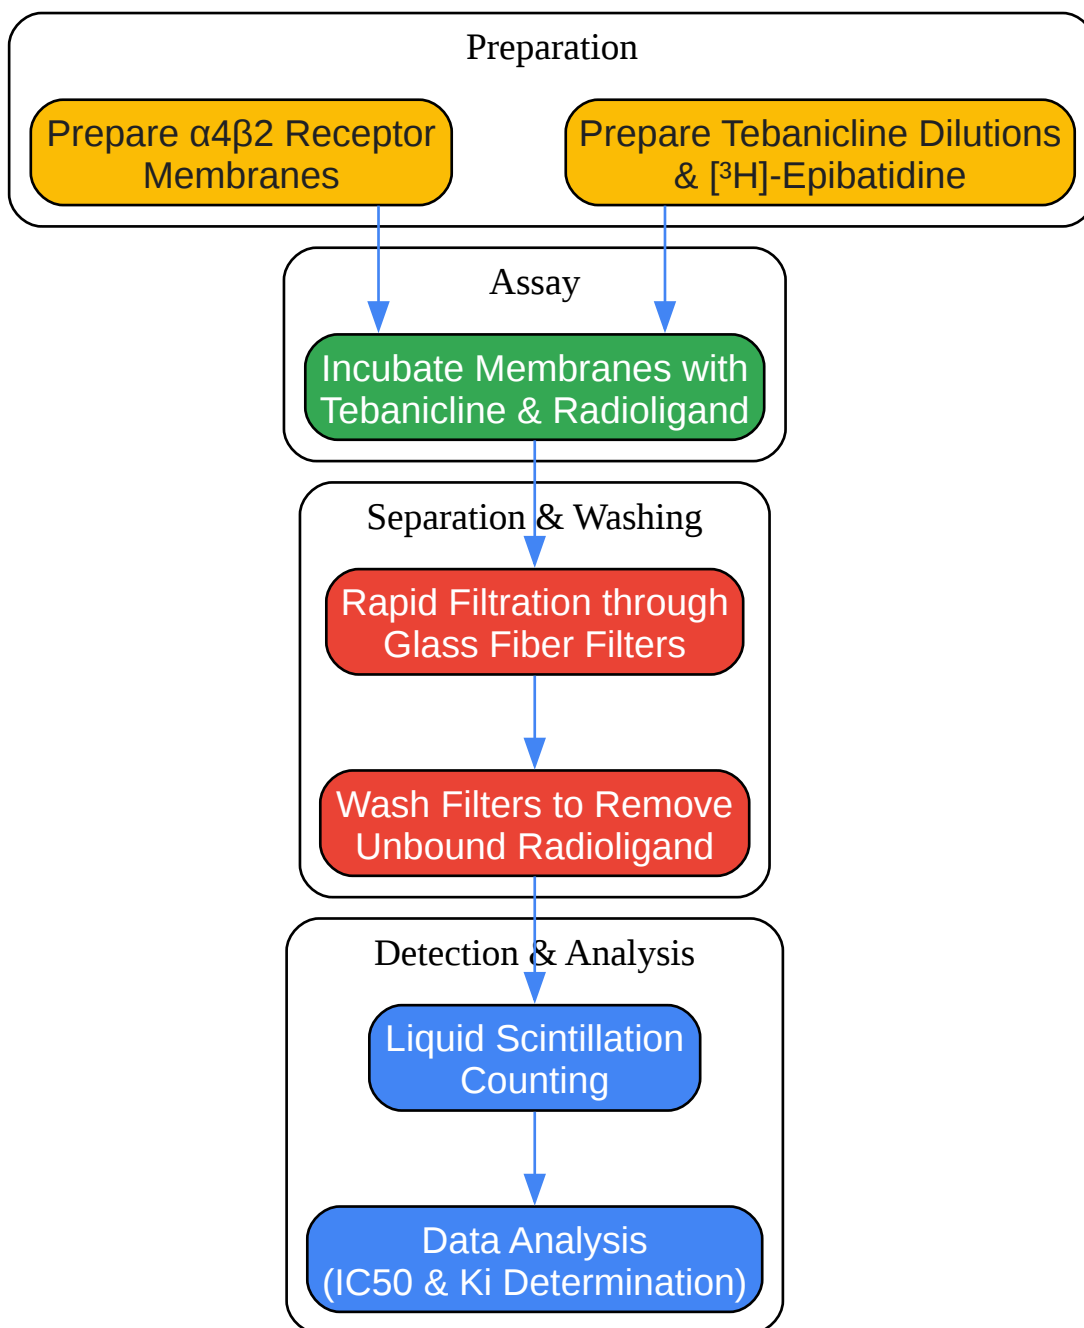 Preparation
Prepare α4β2 Receptor
Membranes
Prepare Tebanicline Dilutions
& [³H]-Epibatidine
Assay
Incubate Membranes with
Tebanicline & Radioligand
Separation & Washing
Rapid Filtration through
Glass Fiber Filters
Wash Filters to Remove
Unbound Radioligand
Detection & Analysis
Liquid Scintillation
Counting
Data Analysis
(IC50 & Ki Determination)